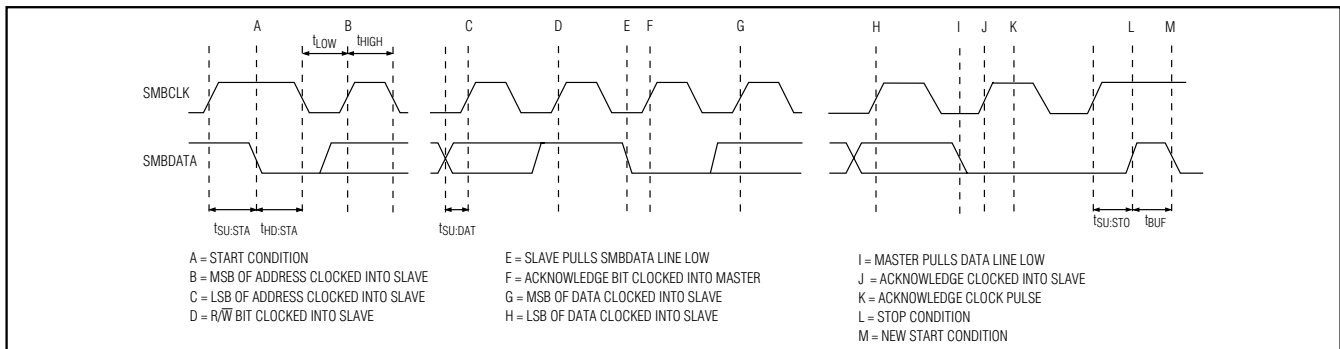 A B C D E F G H I J K L M
tLOW tHIGH
SMBCLK
SMBDATA
tSU:STA tHD:STA tSU:DAT tSU:STO tBUF
A = START CONDITION
B = MSB OF ADDRESS CLOCKED INTO SLAVE
C = LSB OF ADDRESS CLOCKED INTO SLAVE
D = R/W̅ BIT CLOCKED INTO SLAVE
E = SLAVE PULLS SMBDATA LINE LOW
F = ACKNOWLEDGE BIT CLOCKED INTO MASTER
G = MSB OF DATA CLOCKED INTO SLAVE
H = LSB OF DATA CLOCKED INTO SLAVE
I = MASTER PULLS DATA LINE LOW
J = ACKNOWLEDGE CLOCKED INTO SLAVE
K = ACKNOWLEDGE CLOCK PULSE
L = STOP CONDITION
M = NEW START CONDITION